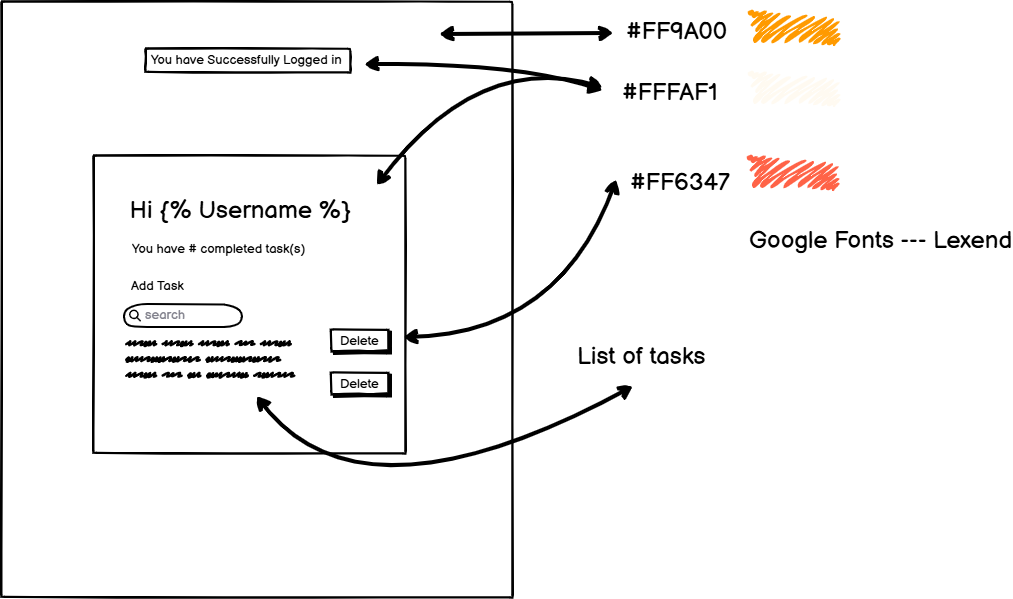 #FF9A00
You have Successfully Logged in
#FFFAF1
#FF6347
Hi {% Username %}
Google Fonts --- Lexend
You have # completed task(s)
Add Task
search
Delete
List of tasks
Delete